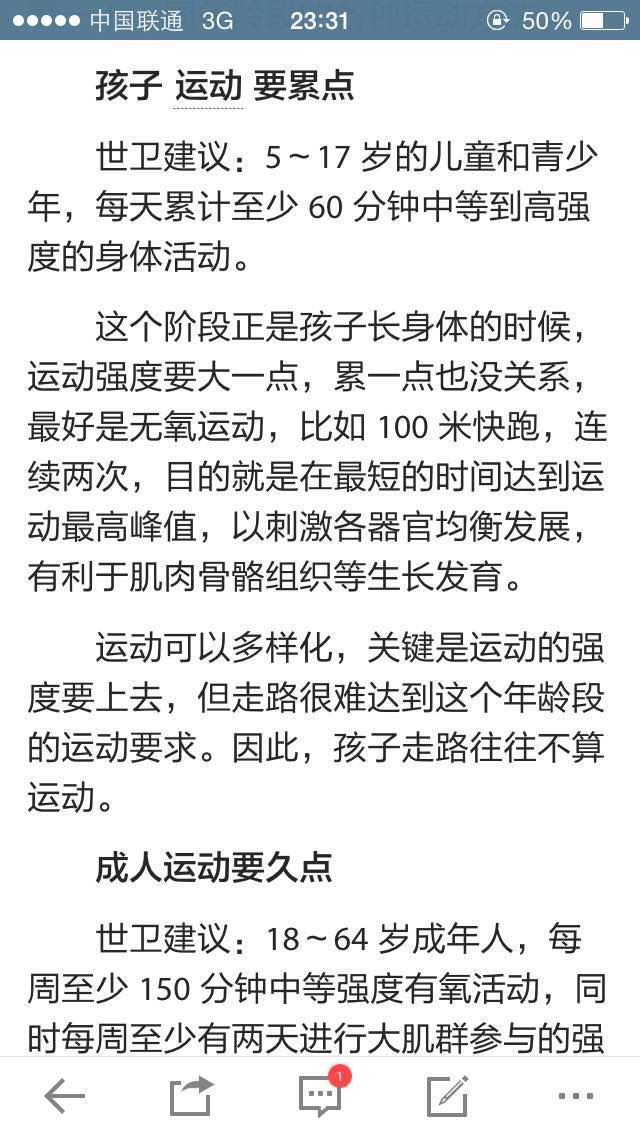 中国联通 3G 23:31 50%
孩子 运动 要累点
世卫建议：5～17 岁的儿童和青少
年，每天累计至少 60 分钟中等到高强
度的身体活动。
这个阶段正是孩子长身体的时候，
运动强度要大一点，累一点也没关系，
最好是无氧运动，比如 100 米快跑，连
续两次，目的就是在最短的时间达到运
动最高峰值，以刺激各器官均衡发展，
有利于肌肉骨骼组织等生长发育。
运动可以多样化，关键是运动的强
度要上去，但走路很难达到这个年龄段
的运动要求。因此，孩子走路往往不算
运动。
成人运动要久点
世卫建议：18～64 岁成年人，每
周至少 150 分钟中等强度有氧活动，同
时每周至少有两天进行大肌群参与的强
1